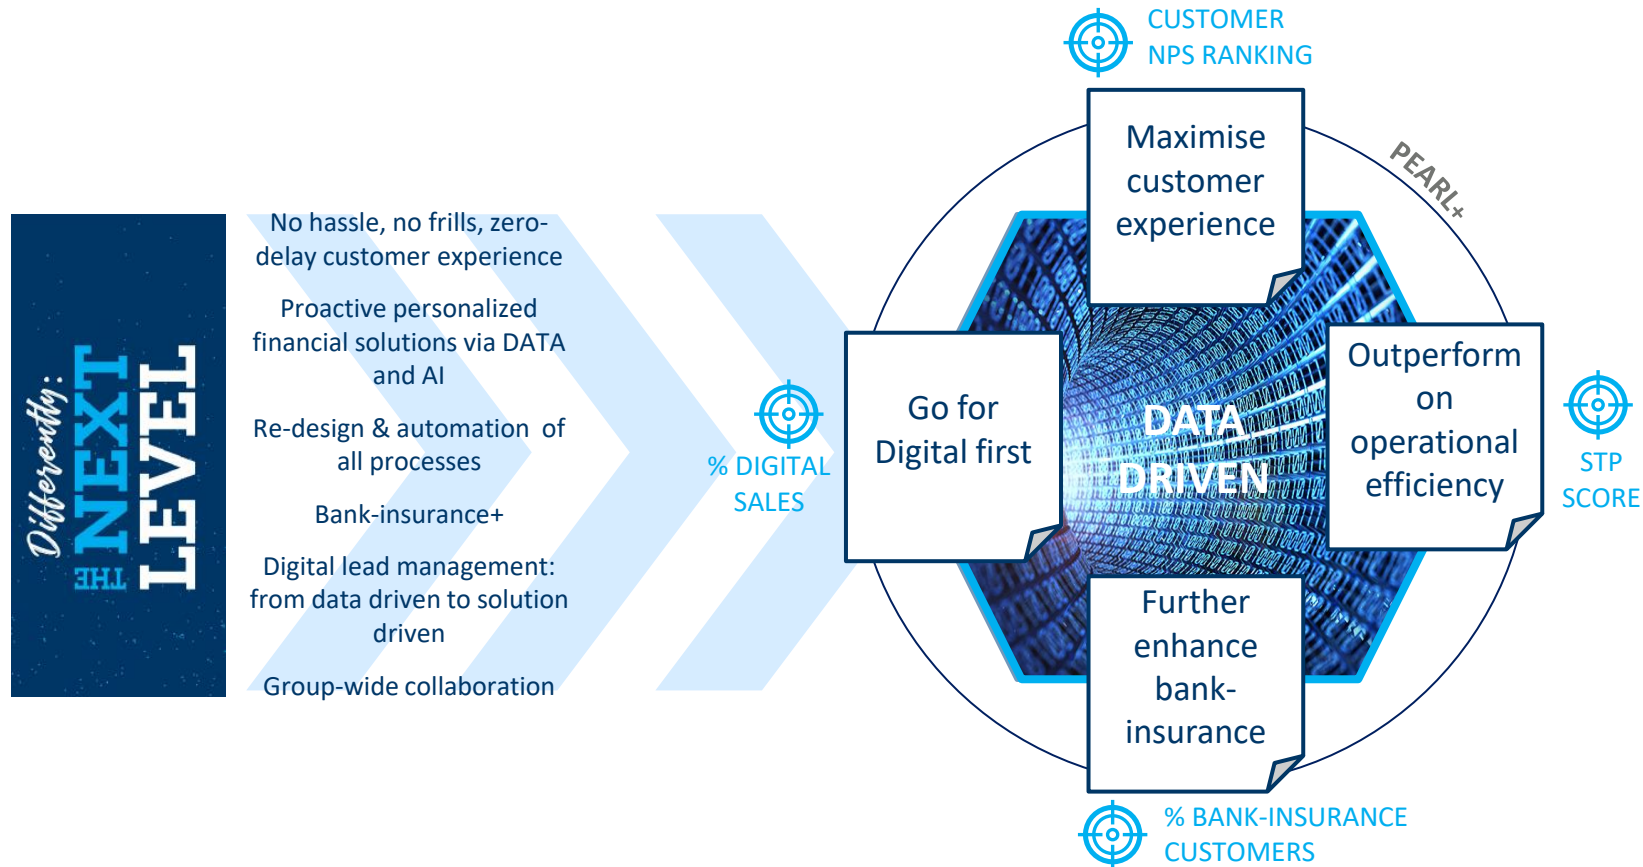 Differently:
THE NEXT
LEVEL
No hassle, no frills, zero-
delay customer experience
Proactive personalized
financial solutions via DATA
and AI
Re-design & automation of
all processes
Bank-insurance+
Digital lead management:
from data driven to solution
driven
Group-wide collaboration
CUSTOMER
NPS RANKING
Maximise
customer
experience
PEARL+
% DIGITAL
SALES
Go for
Digital first
DATA
DRIVEN
Outperform
on
operational
efficiency
STP
SCORE
Further
enhance
bank-
insurance
% BANK-INSURANCE
CUSTOMERS